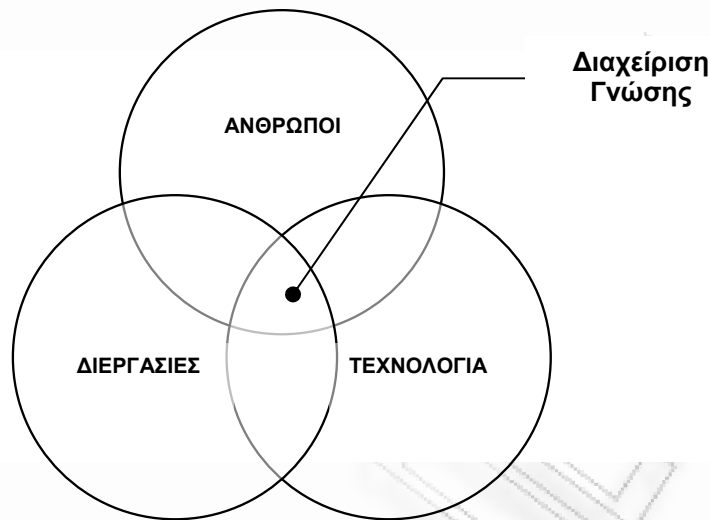 Διαχείριση
Γνώσης
ΑΝΘΡΩΠΟΙ
ΔΙΕΡΓΑΣΙΕΣ
ΤΕΧΝΟΛΟΓΙΑ